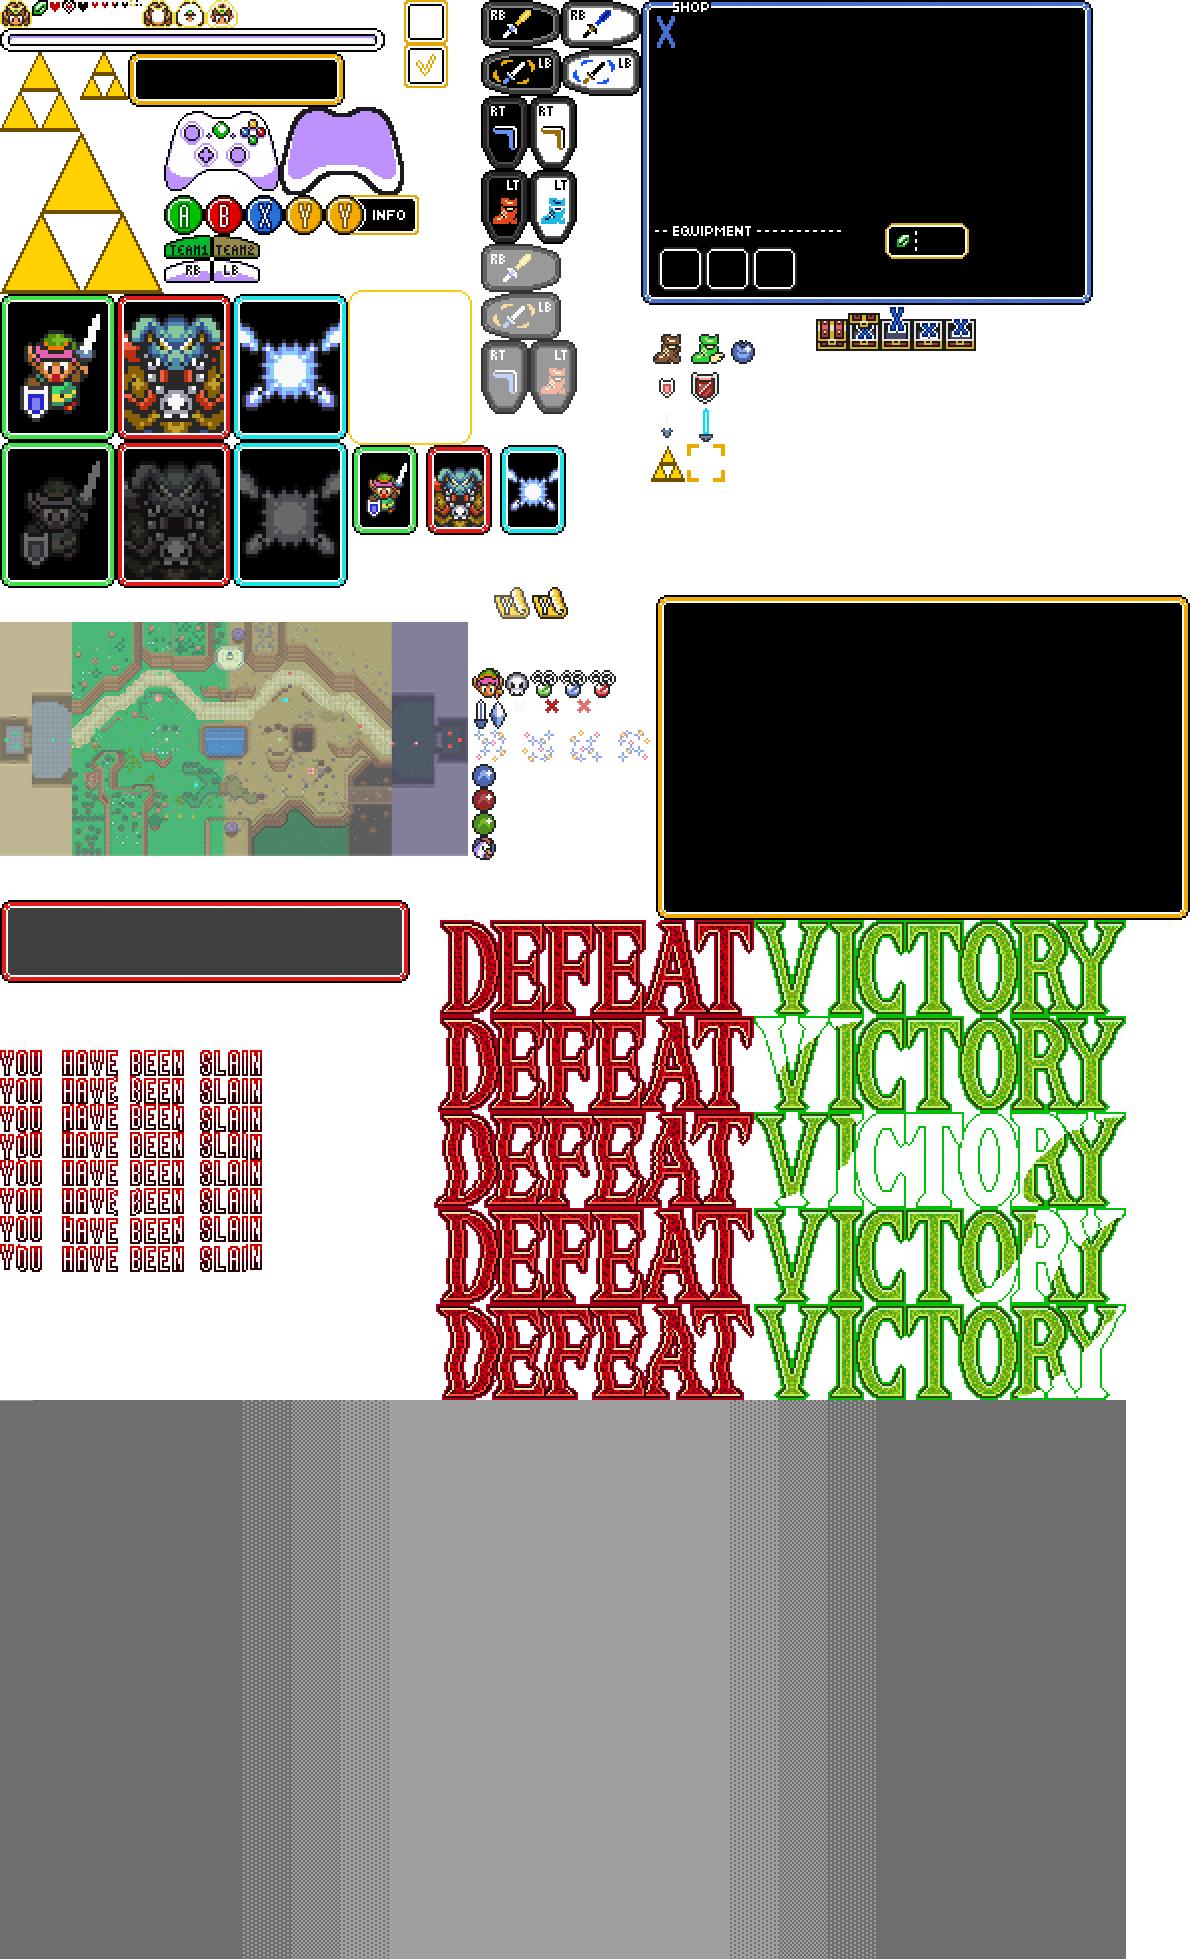 RB
RB
SHOP
X
LB
LB
RT
RT
LT
LT
A B X Y Y INFO
TEAM1 TEAM2
RB LB
-- EQUIPMENT ------------
RB
LB
RT LT
DEFEAT VICTORY
DEFEAT VICTORY
DEFEAT VICTORY
DEFEAT VICTORY
DEFEAT VICTORY
YOU HAVE BEEN SLAIN
YOU HAVE BEEN SLAIN
YOU HAVE BEEN SLAIN
YOU HAVE BEEN SLAIN
YOU HAVE BEEN SLAIN
YOU HAVE BEEN SLAIN
YOU HAVE BEEN SLAIN
YOU HAVE BEEN SLAIN